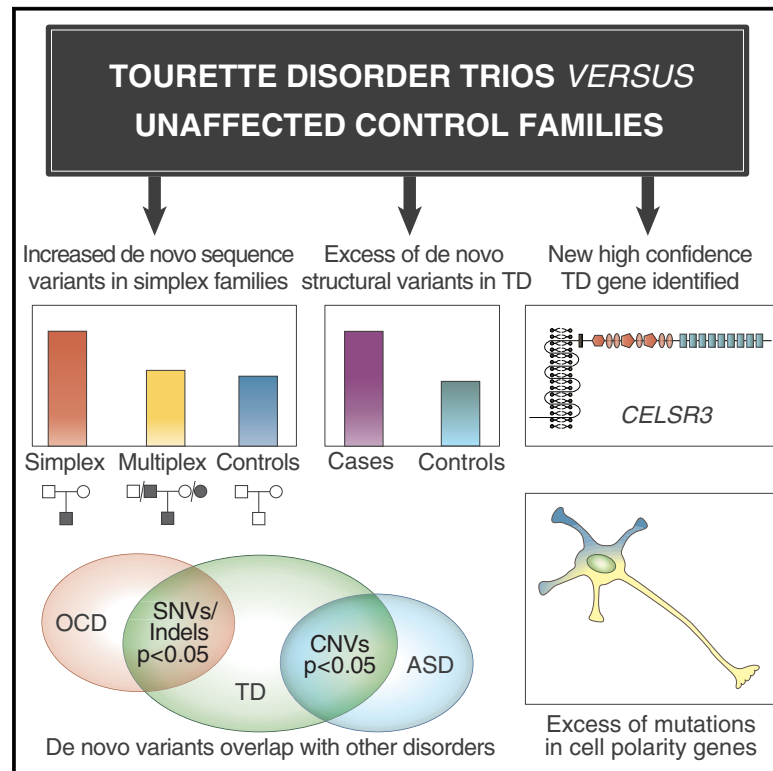 TOURETTE DISORDER TRIOS VERSUS
UNAFFECTED CONTROL FAMILIES
Increased de novo sequence
variants in simplex families
Simplex
Multiplex
Controls
Excess of de novo
structural variants in TD
Cases
Controls
New high confidence
TD gene identified
CELSR3
OCD
SNVs/
Indels
p<0.05
TD
CNVs
p<0.05
ASD
De novo variants overlap with other disorders
Excess of mutations
in cell polarity genes